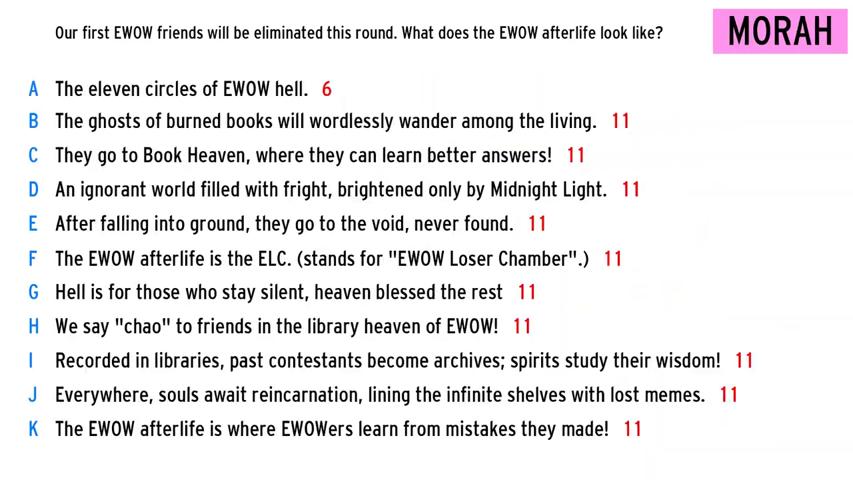 Our first EWOW friends will be eliminated this round. What does the EWOW afterlife look like?
MORAH
A The eleven circles of EWOW hell. 6
B The ghosts of burned books will wordlessly wander among the living. 11
C They go to Book Heaven, where they can learn better answers! 11
D An ignorant world filled with fright, brightened only by Midnight Light. 11
E After falling into ground, they go to the void, never found. 11
F The EWOW afterlife is the ELC. (stands for "EWOW Loser Chamber".) 11
G Hell is for those who stay silent, heaven blessed the rest 11
H We say "chao" to friends in the library heaven of EWOW! 11
I Recorded in libraries, past contestants become archives; spirits study their wisdom! 11
J Everywhere, souls await reincarnation, lining the infinite shelves with lost memes. 11
K The EWOW afterlife is where EWOWers learn from mistakes they made! 11